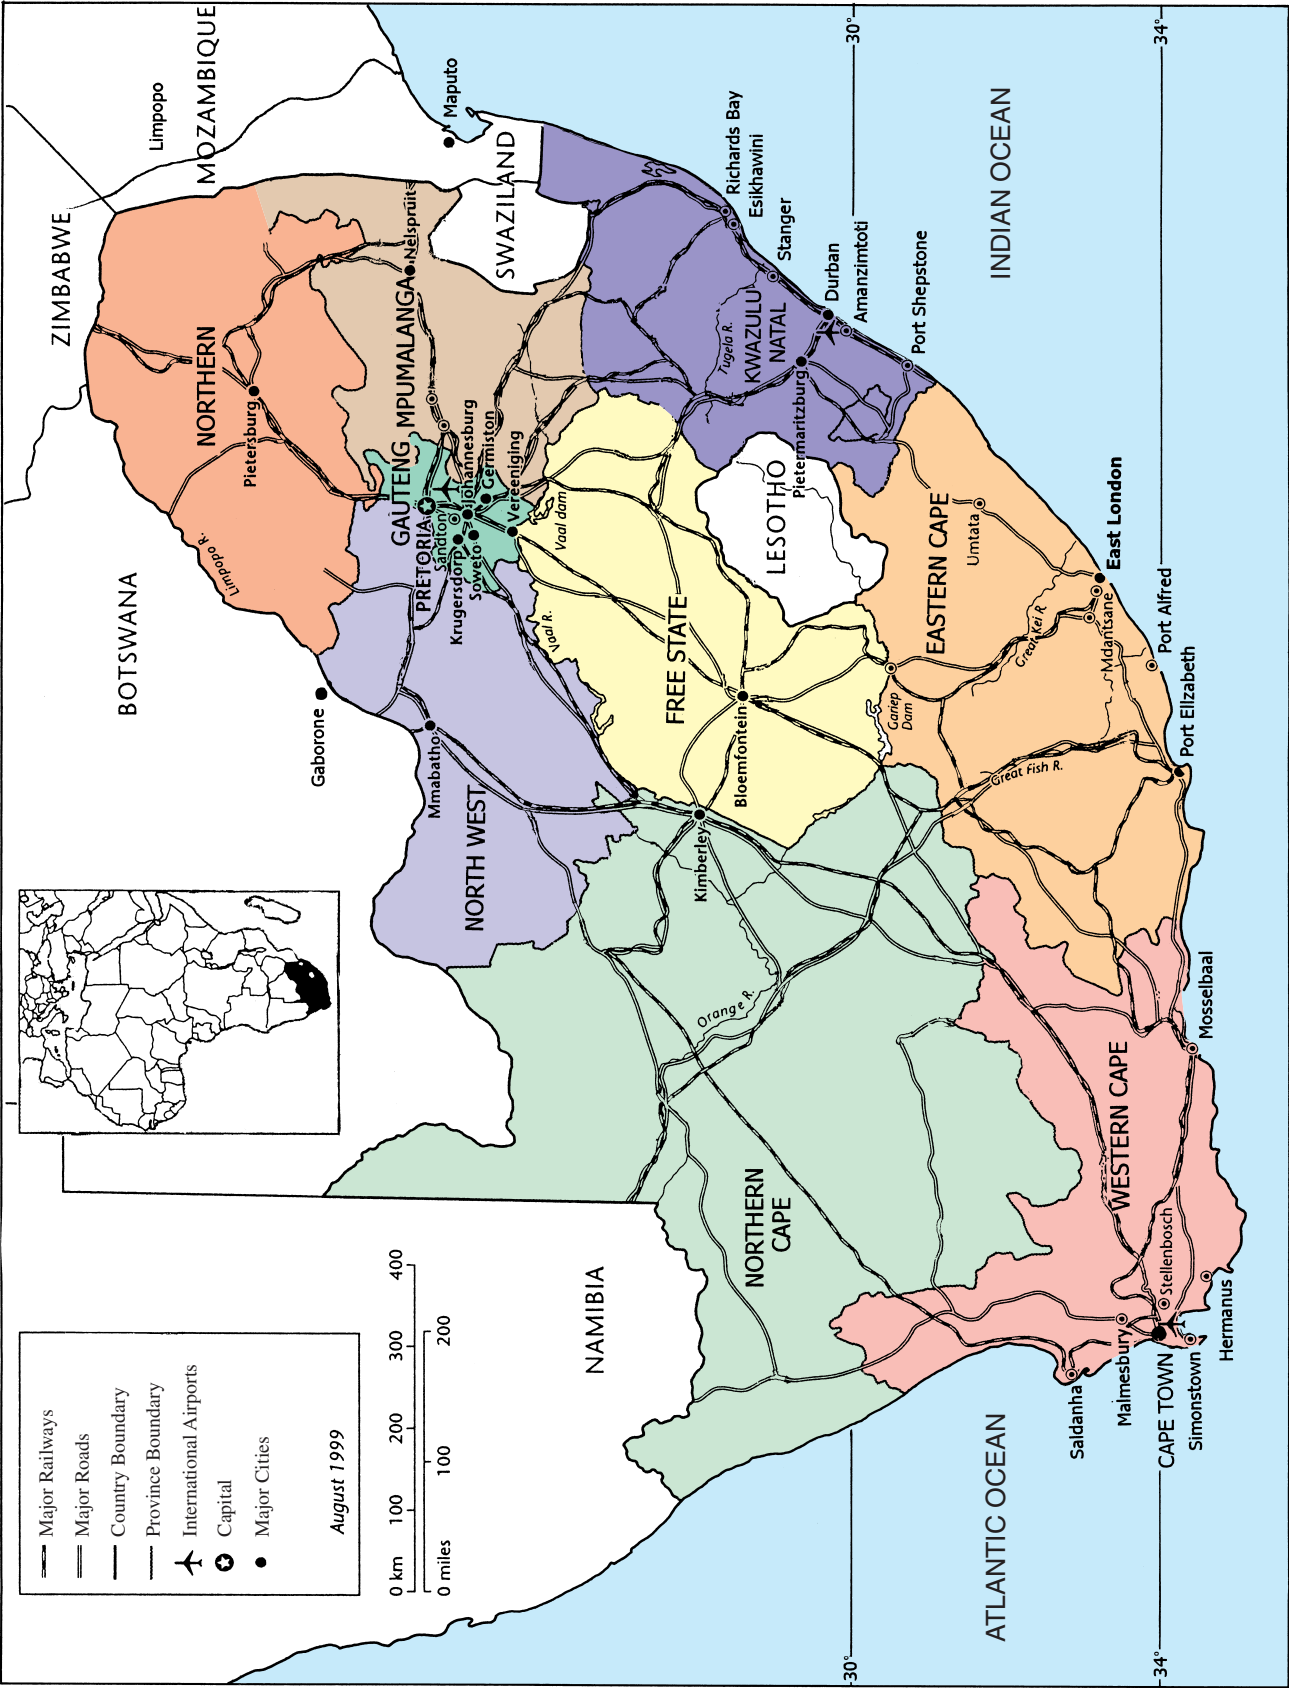 Major Railways
Major Roads
Country Boundary
Province Boundary
International Airports
Capital
Major Cities
August 1999
0 km
100
200
300
400
0 miles
100
200
ZIMBABWE
MOZAMBIQUE
Limpopo
Maputo
BOTSWANA
Gaborone
NAMIBIA
SWAZILAND
LESOTHO
NORTHERN
Pietersburg
Limpopo R.
MPUMALANGA
Nelspruit
GAUTENG
PRETORIA
Sandton
Johannesburg
Germiston
Krugersdorp
Soweto
Vereeniging
Vaal dam
Vaal R.
NORTH WEST
Mmabatho
FREE STATE
Bloemfontein
Kimberley
KWAZULU
NATAL
Tugela R.
Richards Bay
Esikhawini
Stanger
Durban
Amanzimtoti
Pietermaritzburg
Port Shepstone
NORTHERN
CAPE
Orange R.
EASTERN CAPE
Umtata
Gariep
Dam
Great Kei R.
Great Fish R.
Mdantsane
East London
Port Alfred
Port Elzabeth
WESTERN CAPE
Mosselbaal
Stellenbosch
Hermanus
Saldanha
Malmesbury
CAPE TOWN
Simonstown
ATLANTIC OCEAN
INDIAN OCEAN
30°
34°
30°
34°